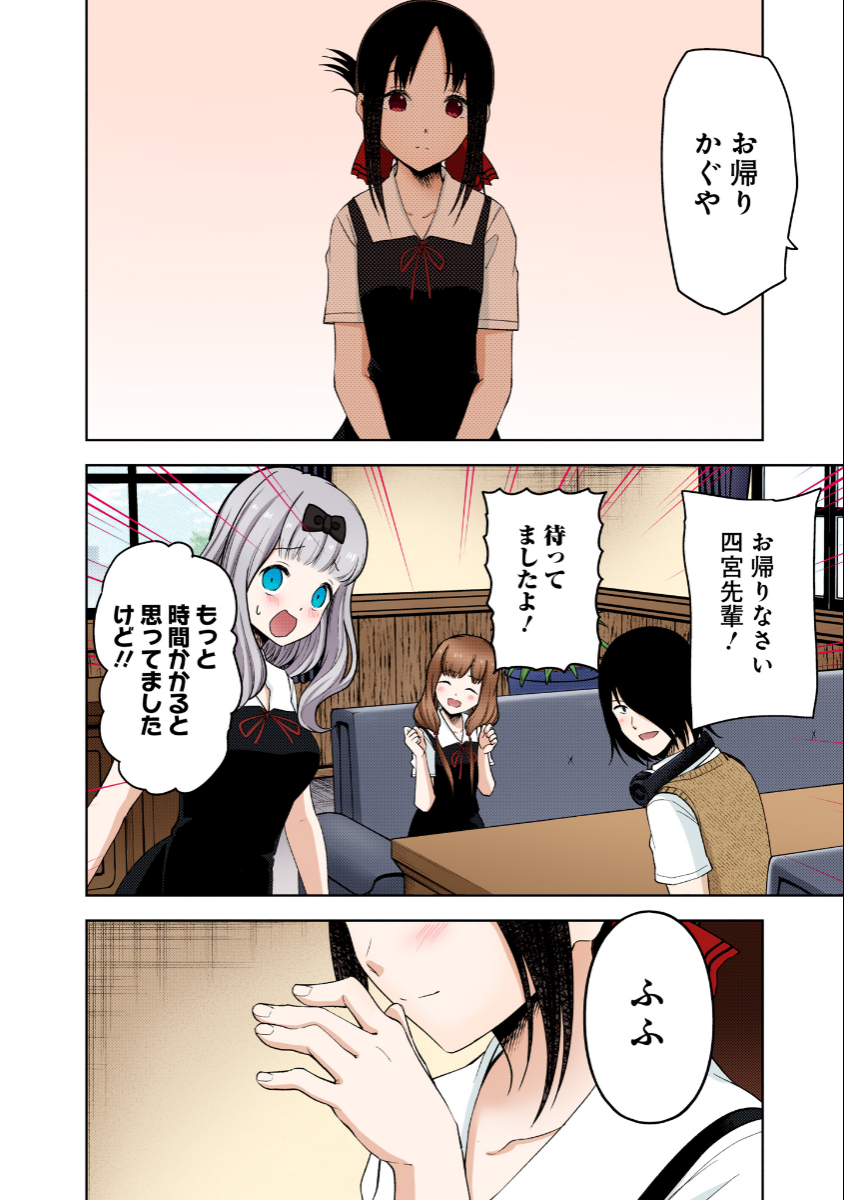 お帰り
かぐや
お帰りなさい
四宮先輩！
待って
ましたよ！
もっと
時間かかると
思ってました
けど!!
ふふ